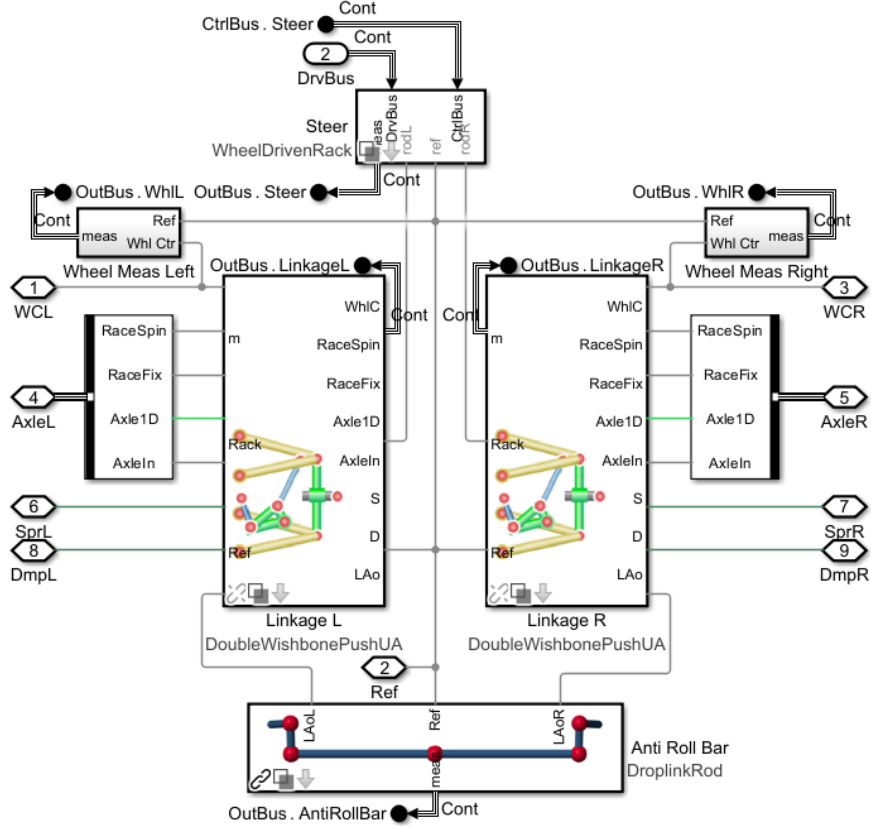 Cont
CtrlBus . Steer
Cont
2
DrvBus
Steer
WheelDrivenRack
meas
DrvBus
CtrlBus
rodL
ref
rodR
Cont
OutBus . WhlL
OutBus . Steer
OutBus . WhlR
Cont
Ref
meas
Whl Ctr
Wheel Meas Left
Ref
Cont
Whl Ctr
meas
Wheel Meas Right
OutBus . LinkageL
OutBus . LinkageR
1
WCL
3
WCR
WhlC
Cont
m
RaceSpin
RaceFix
Axle1D
Rack
AxleIn
S
D
Ref
LAo
Cont
WhlC
m
RaceSpin
RaceFix
Axle1D
Rack
AxleIn
S
D
Ref
LAo
RaceSpin
RaceFix
Axle1D
AxleIn
RaceSpin
RaceFix
Axle1D
AxleIn
4
AxleL
5
AxleR
6
SprL
7
SprR
8
DmpL
9
DmpR
Linkage L
DoubleWishbonePushUA
Linkage R
DoubleWishbonePushUA
2
Ref
LAoL
Ref
LAoR
meas
Anti Roll Bar
DroplinkRod
OutBus . AntiRollBar
Cont